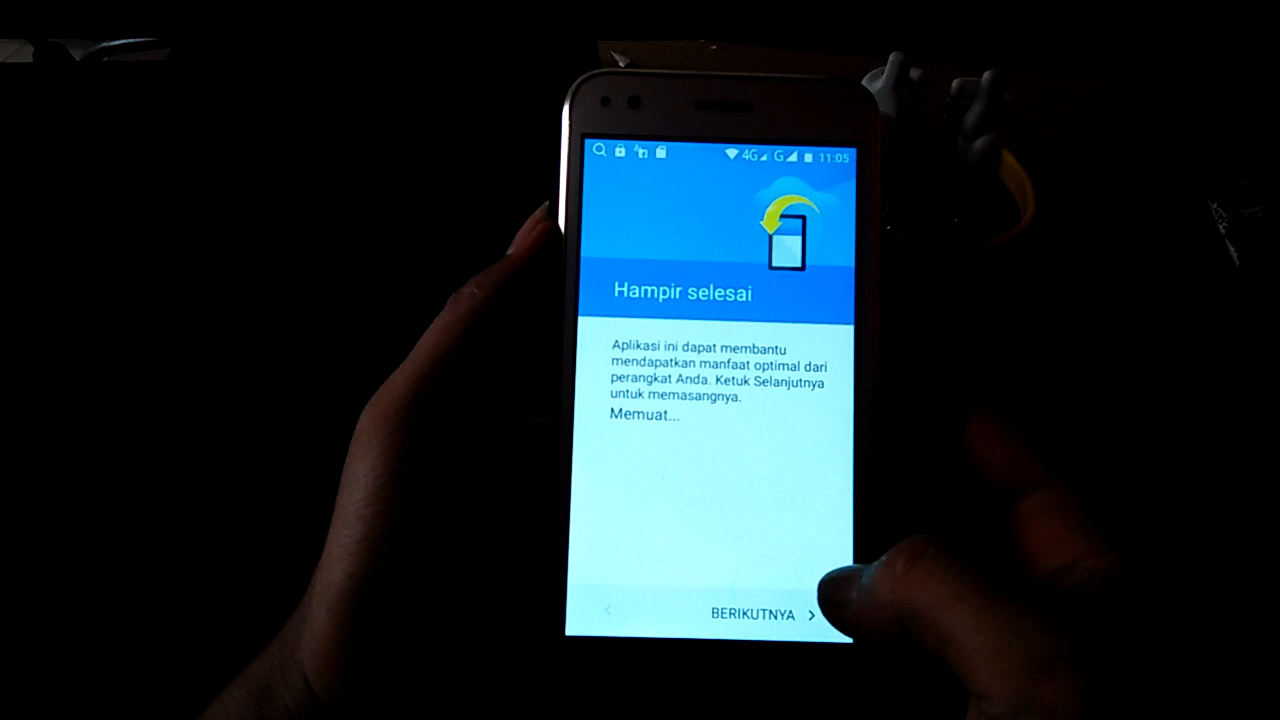 4G G 11:05
Hampir selesai
Aplikasi ini dapat membantu
mendapatkan manfaat optimal dari
perangkat Anda. Ketuk Selanjutnya
untuk memasangnya.
Memuat...
BERIKUTNYA